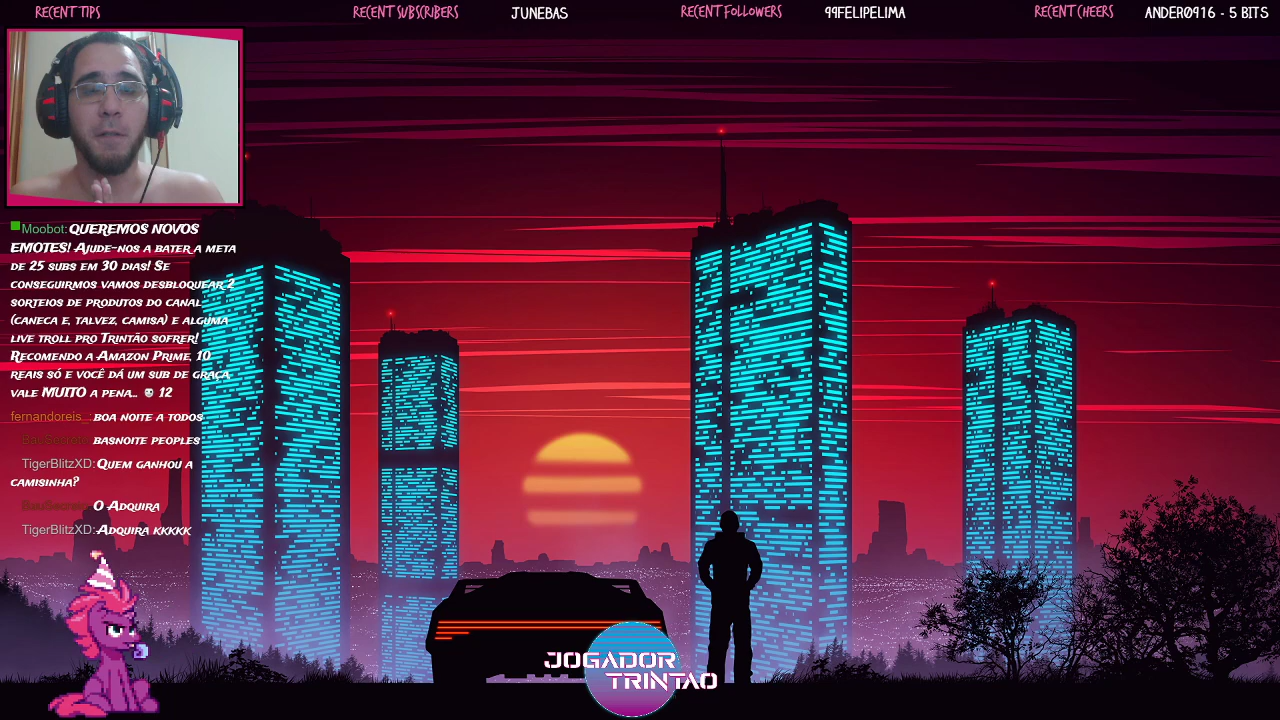 RECENT TIPS RECENT SUBSCRIBERS JUNEBAS RECENT FOLLOWERS 99FELIPELIMA RECENT CHEERS ANDER0916 - 5 BITS
Moobot: QUEREMOS NOVOS
EMOTES! AJUDE-NOS A BATER A META
DE 25 SUBS EM 30 DIAS! SE
CONSEGUIRMOS VAMOS DESBLOQUEAR 2
SORTEIOS DE PRODUTOS DO CANAL
(CANECA E, TALVEZ, CAMISA) E ALGUMA
LIVE TROLL PRO TRINTÃO SOFRER!
RECOMENDO A AMAZON PRIME, 10
REAIS SÓ E VOCÊ DÁ UM SUB DE GRAÇA,
VALE MUITO A PENA... 12
fernandoreis_: BOA NOITE A TODOS
BASNOITE PEOPLES
TigerBlitzXD: QUEM GANHOU A
CAMISINHA?
O ADQUIRA
TigerBlitzXD: ADQUIRA KKKKK
JOGADOR
TRINTAO